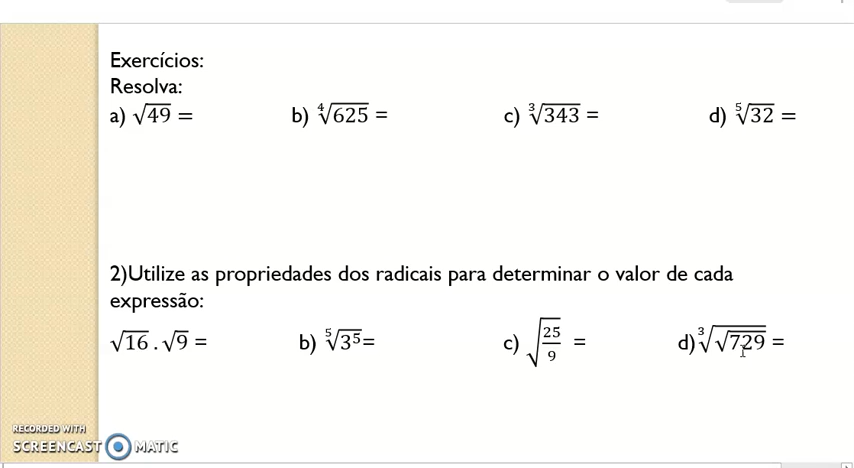 Exercícios:
Resolva:
a) √49 = b) ∜625 = c) ∛343 = d) ⁵√32 =
2)Utilize as propriedades dos radicais para determinar o valor de cada
expressão:
√16 . √9 = b) ⁵√3⁵= c) √(25/9) = d)∛√729 =
RECORDED WITH
SCREENCAST MATIC